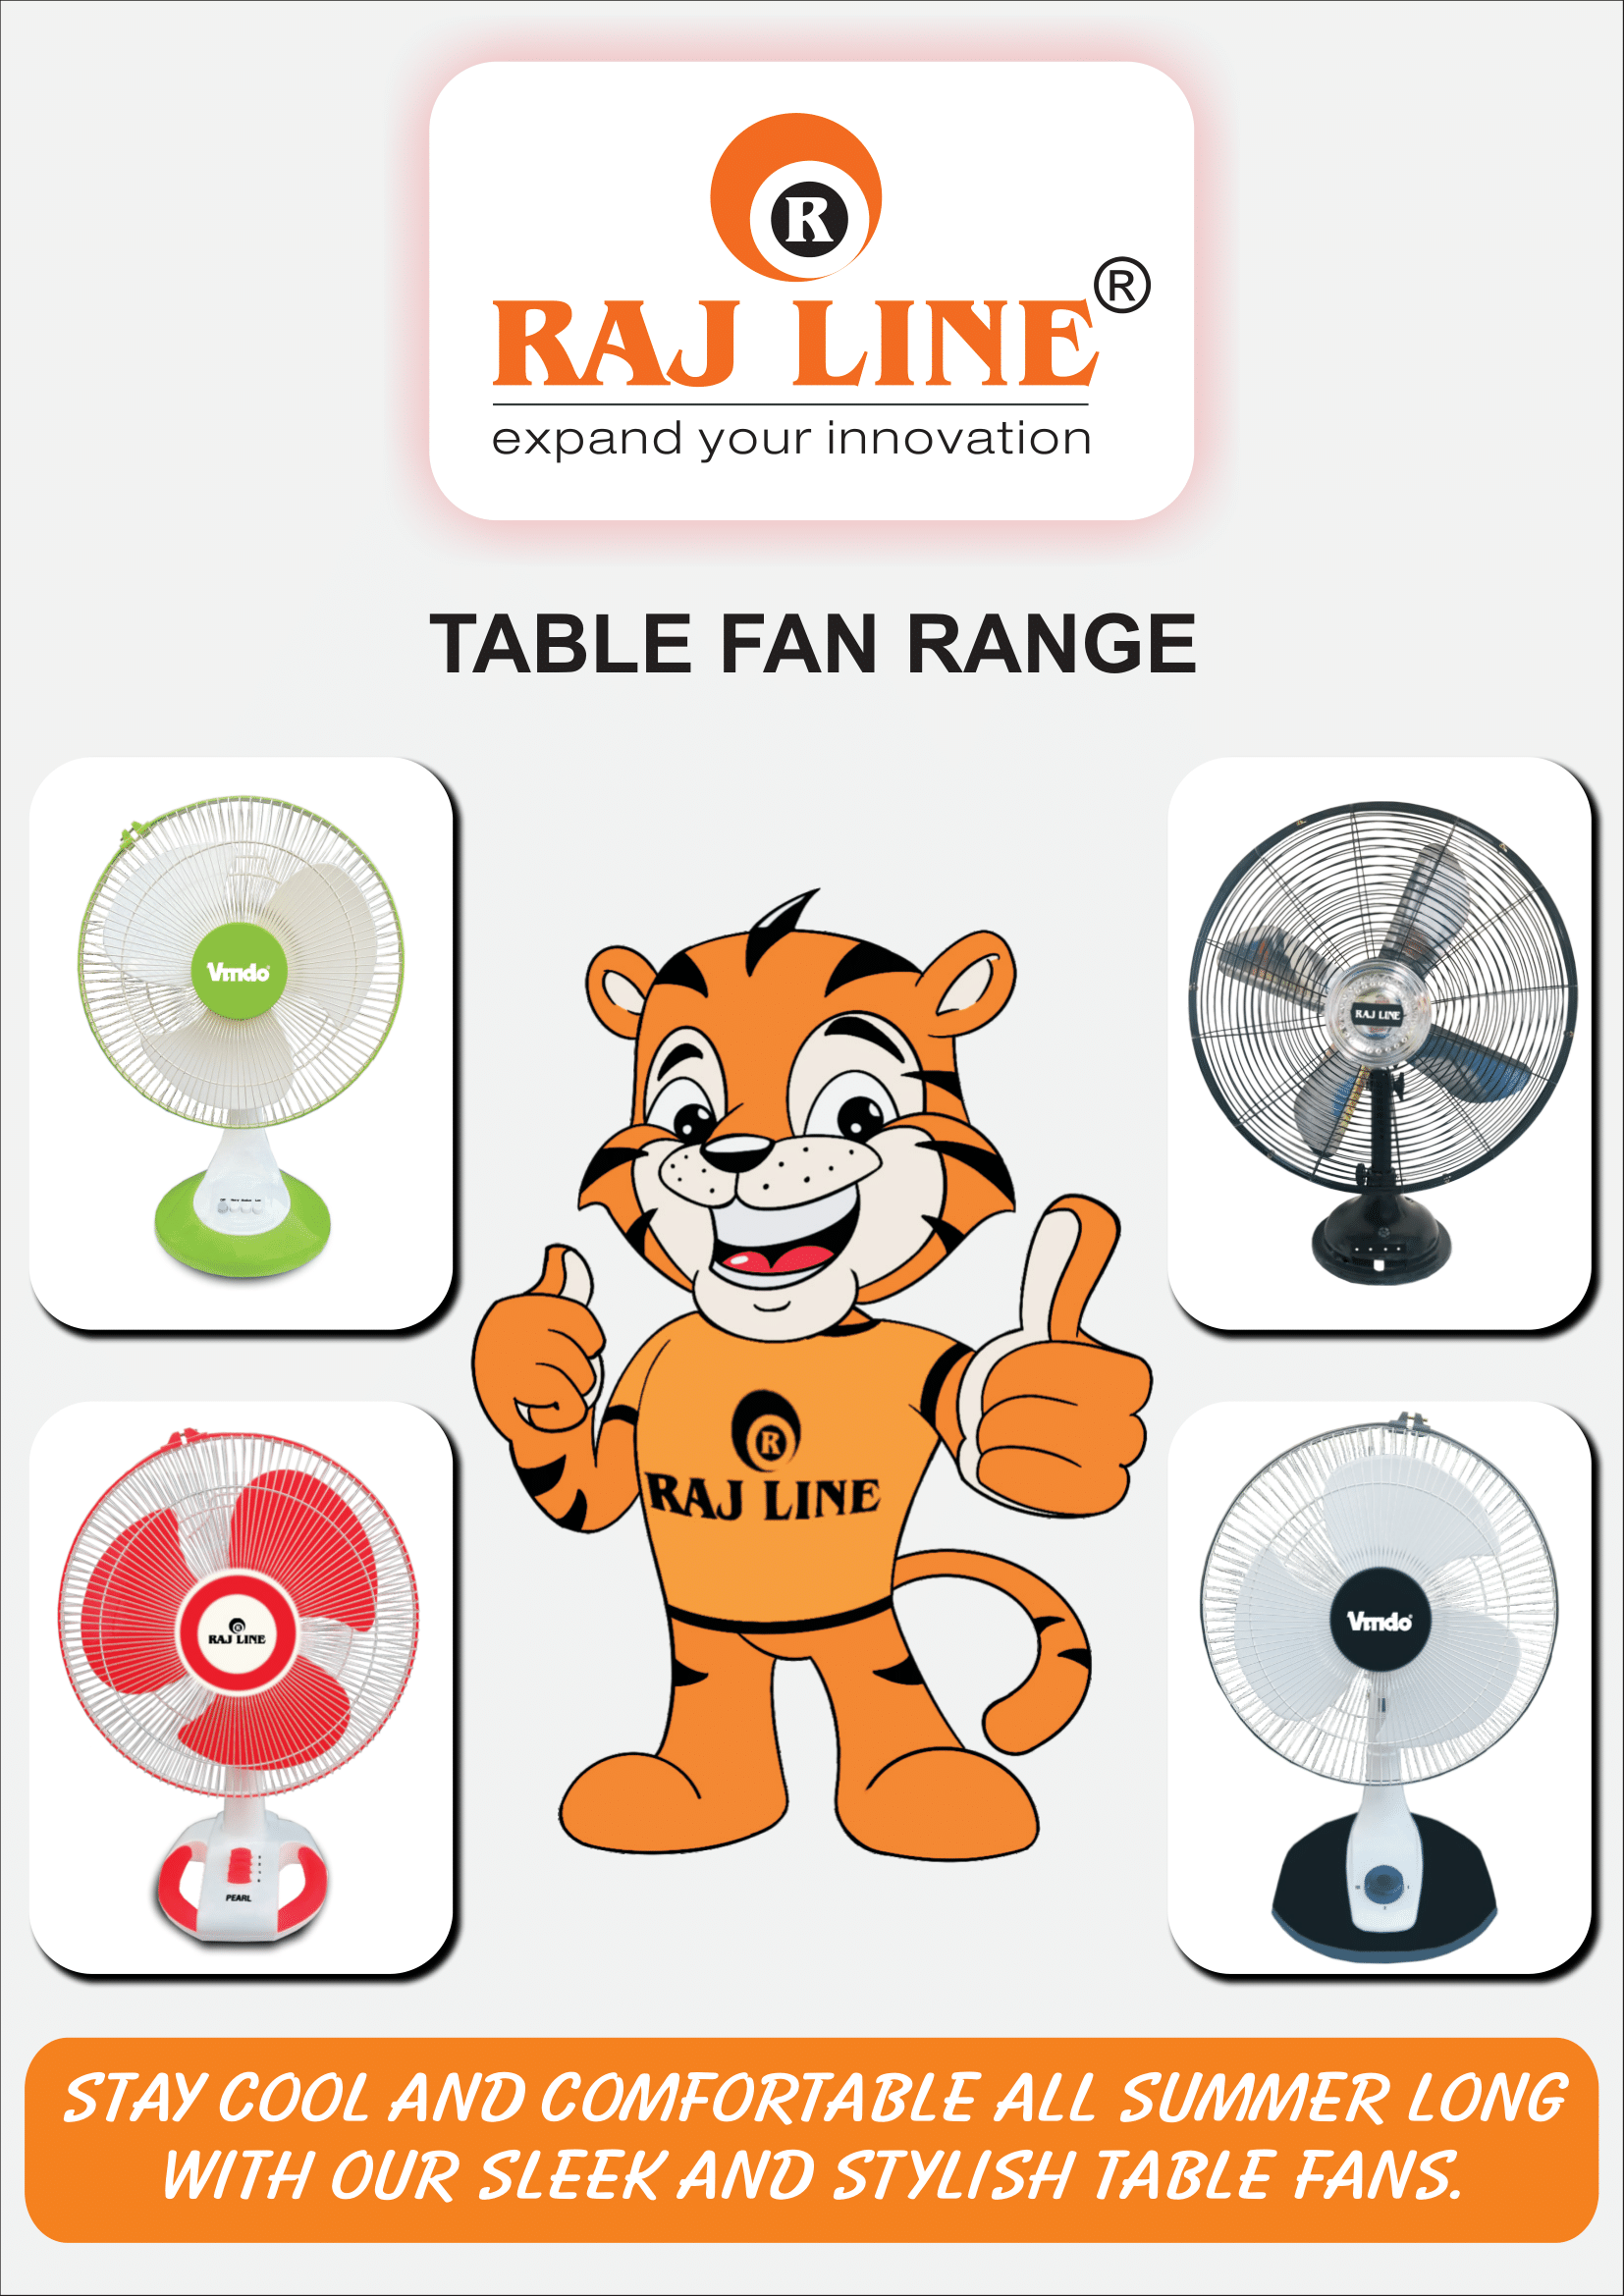 R
RAJ LINE®
expand your innovation
TABLE FAN RANGE
Vmdo®
RAJ LINE
R
RAJ LINE
R
RAJ LINE
PEARL
Vmdo®
STAY COOL AND COMFORTABLE ALL SUMMER LONG
WITH OUR SLEEK AND STYLISH TABLE FANS.